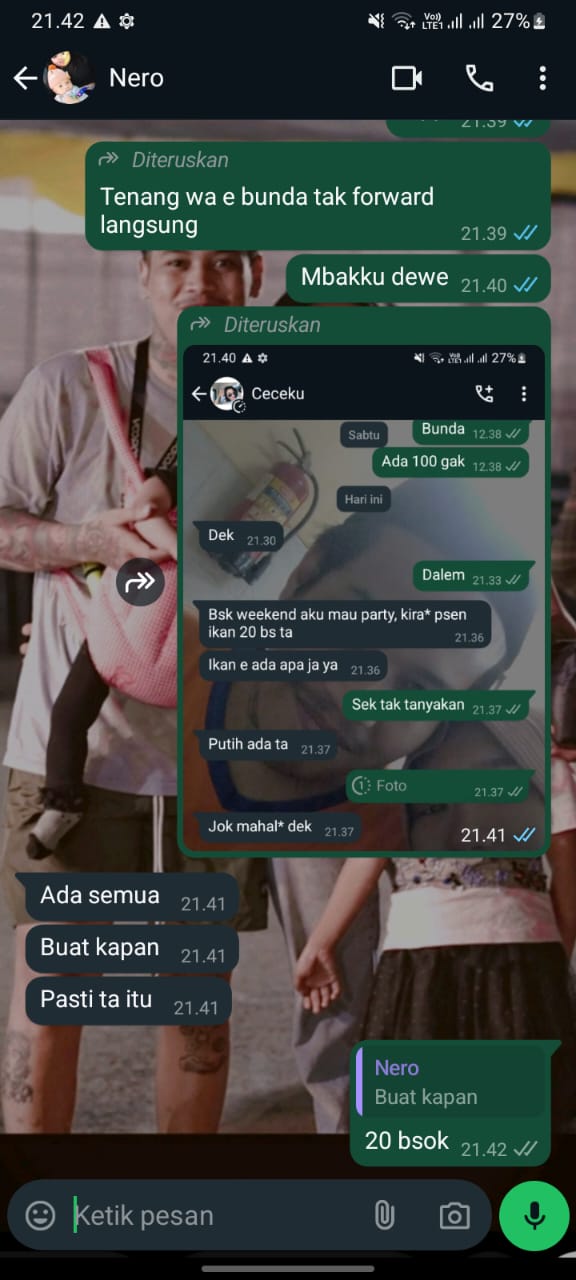 21.42
LTE1 27%
Nero
21.39
Diteruskan
Tenang wa e bunda tak forward
langsung
21.39
Mbakku dewe 21.40
Diteruskan
21.40 27%
Ceceku
Bunda 12.38
Sabtu
Ada 100 gak 12.38
Hari ini
Dek 21.30
Dalem 21.33
Bsk weekend aku mau party, kira* psen
ikan 20 bs ta
21.36
Ikan e ada apa ja ya 21.36
Sek tak tanyakan 21.37
Putih ada ta 21.37
1 Foto 21.37
Jok mahal* dek 21.37
21.41
Ada semua 21.41
Buat kapan 21.41
Pasti ta itu 21.41
Nero
Buat kapan
20 bsok 21.42
Ketik pesan